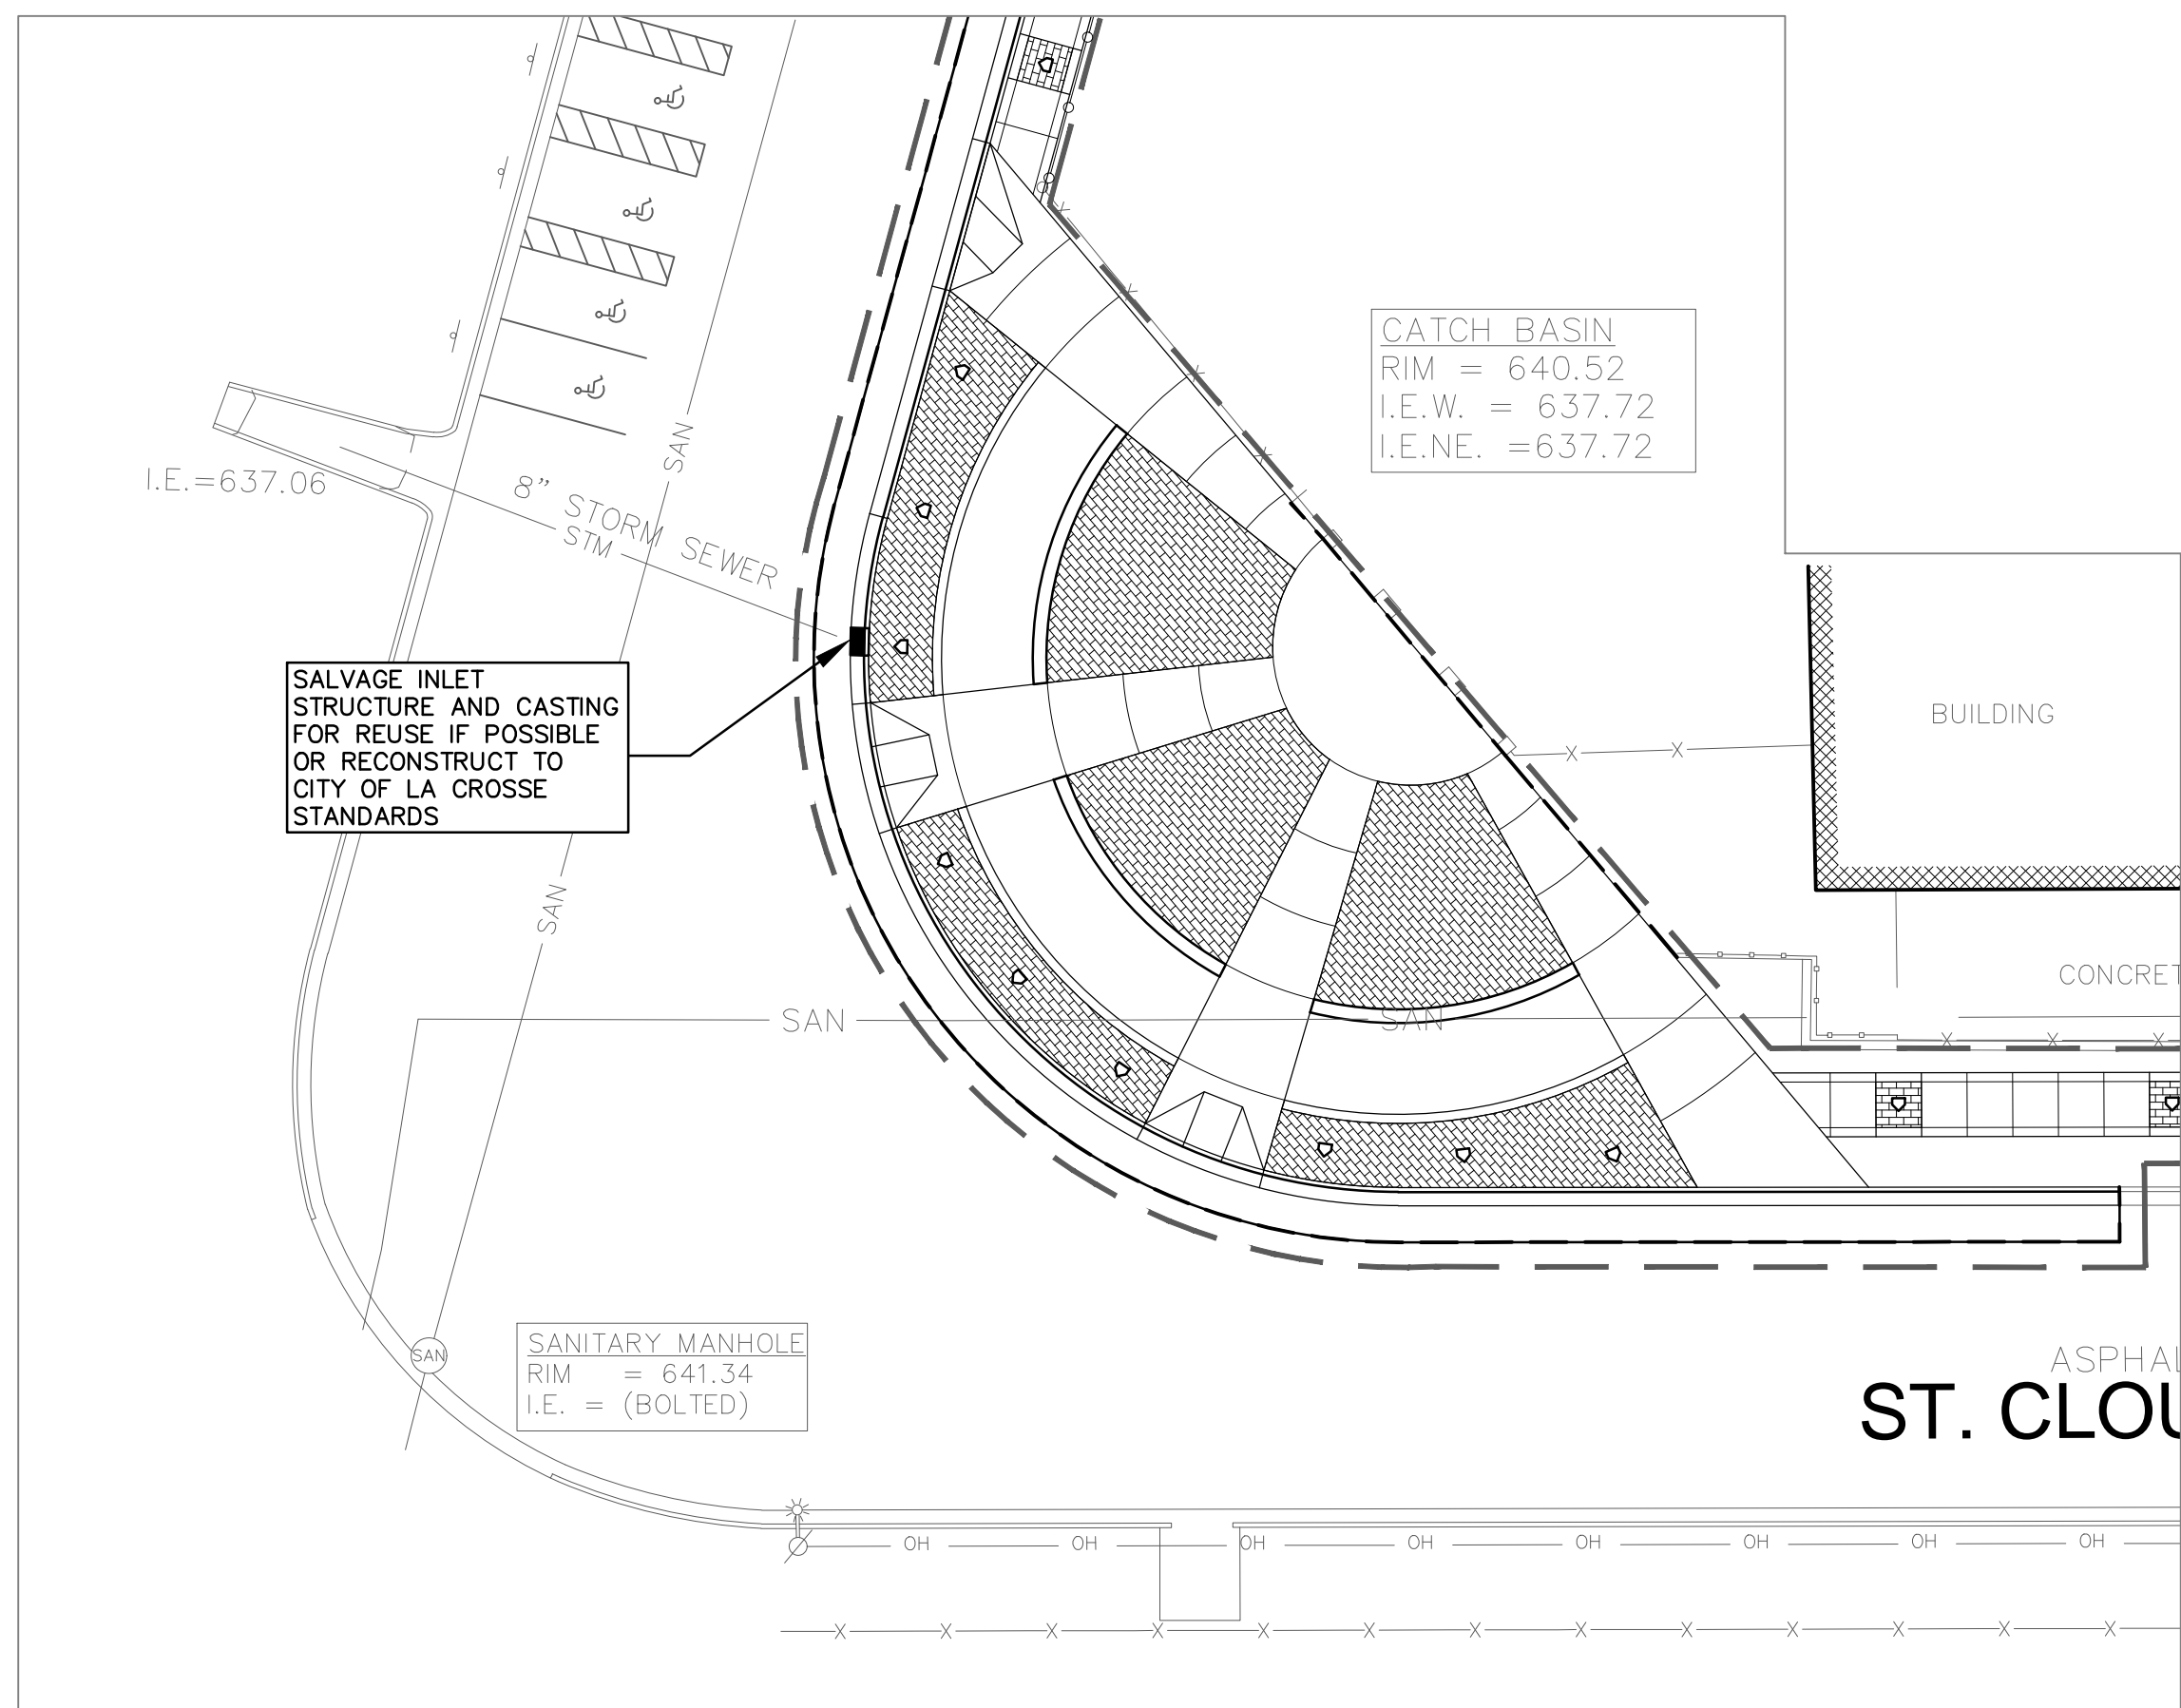 CATCH BASIN
RIM = 640.52
I.E.W. = 637.72
I.E.NE. =637.72
SAN
I.E.=637.06
8" STORM SEWER
STM
SALVAGE INLET
STRUCTURE AND CASTING
FOR REUSE IF POSSIBLE
OR RECONSTRUCT TO
CITY OF LA CROSSE
STANDARDS
BUILDING
SAN
CONCRET
SAN
SAN
SANITARY MANHOLE
RIM = 641.34
I.E. = (BOLTED)
SAN
ASPHAL
ST. CLOU
OH OH OH OH OH OH OH OH
X X X X X X X X X X X X X